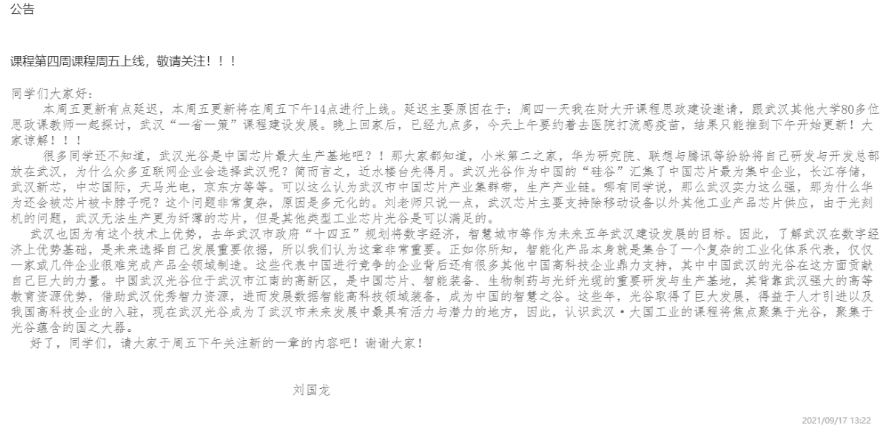 公告
课程第四周课程周五上线，敬请关注！！！
同学们大家好：
本周五更新有点延迟，本周五更新将在周五下午14点进行上线。延迟主要原因在于：周四一天我在财大开课程思政建设邀请，跟武汉其他大学80多位
思政课教师一起探讨，武汉“一省一策”课程建设发展。晚上回家后，已经九点多，今天上午要约着去医院打流感疫苗，结果只能推到下午开始更新！大
家谅解！！！
很多同学还不知道，武汉光谷是中国芯片最大生产基地吧？！那大家都知道，小米第二之家，华为研究院、联想与腾讯等纷纷将自己研发与开发总部
放在武汉，为什么众多互联网企业会选择武汉呢？简而言之，近水楼台先得月。武汉光谷作为中国的“硅谷”汇集了中国芯片最为集中企业，长江存储，
武汉新芯，中芯国际，天马光电，京东方等等。可以这么认为武汉市中国芯片产业集群带，生产产业链。哪有同学说，那么武汉实力这么强，那为什么华
为还会被芯片被卡脖子呢？这个问题非常复杂，原因是多元化的。刘老师只说一点，武汉芯片主要支持除移动设备以外其他工业产品芯片供应，由于光刻
机的问题，武汉无法生产更为纤薄的芯片，但是其他类型工业芯片光谷是可以满足的。
武汉也因为有这个技术上优势，去年武汉市政府“十四五”规划将数字经济，智慧城市等作为未来五年武汉建设发展的目标。因此，了解武汉在数字经
济上优势基础，是未来选择自己发展重要依据，所以我们认为这章非常重要。正如你所知，智能化产品本身就是集合了一个复杂的工业化体系代表，仅仅
一家或几件企业很难完成产品全领域制造。这些代表中国进行竞争的企业背后还有很多其他中国高科技企业鼎力支持，其中中国武汉的光谷在这方面贡献
自己巨大的力量。中国武汉光谷位于武汉市江南的高新区，是中国芯片、智能装备、生物制药与光纤光缆的重要研发与生产基地，其背靠武汉强大的高等
教育资源优势，借助武汉优秀智力资源，进而发展数据智能高科技领域装备，成为中国的智慧之谷。这些年，光谷取得了巨大发展，得益于人才引进以及
我国高科技企业的入驻，现在武汉光谷成为了武汉市未来发展中最具有活力与潜力的地方，因此，认识武汉·大国工业的课程将焦点聚集于光谷，聚集于
光谷蕴含的国之大器。
好了，同学们，请大家于周五下午关注新的一章的内容吧！谢谢大家！
刘国龙
2021/09/17 13:22